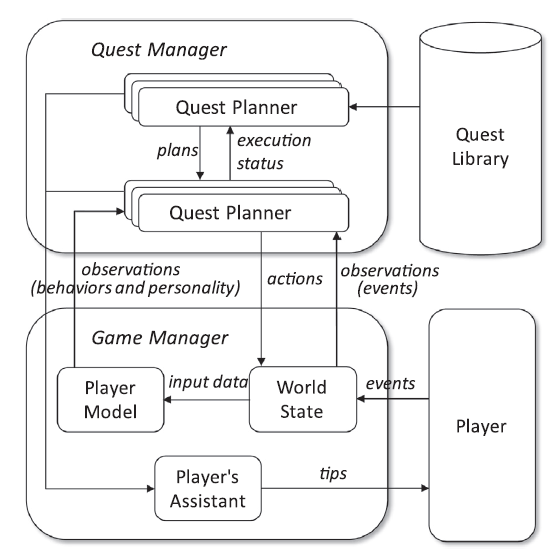 Quest Manager
Quest Planner
Quest
Library
plans
execution
status
Quest Planner
observations
(behaviors and personality)
actions
observations
(events)
Game Manager
Player
Model
input data
World
State
events
Player
Player's
Assistant
tips